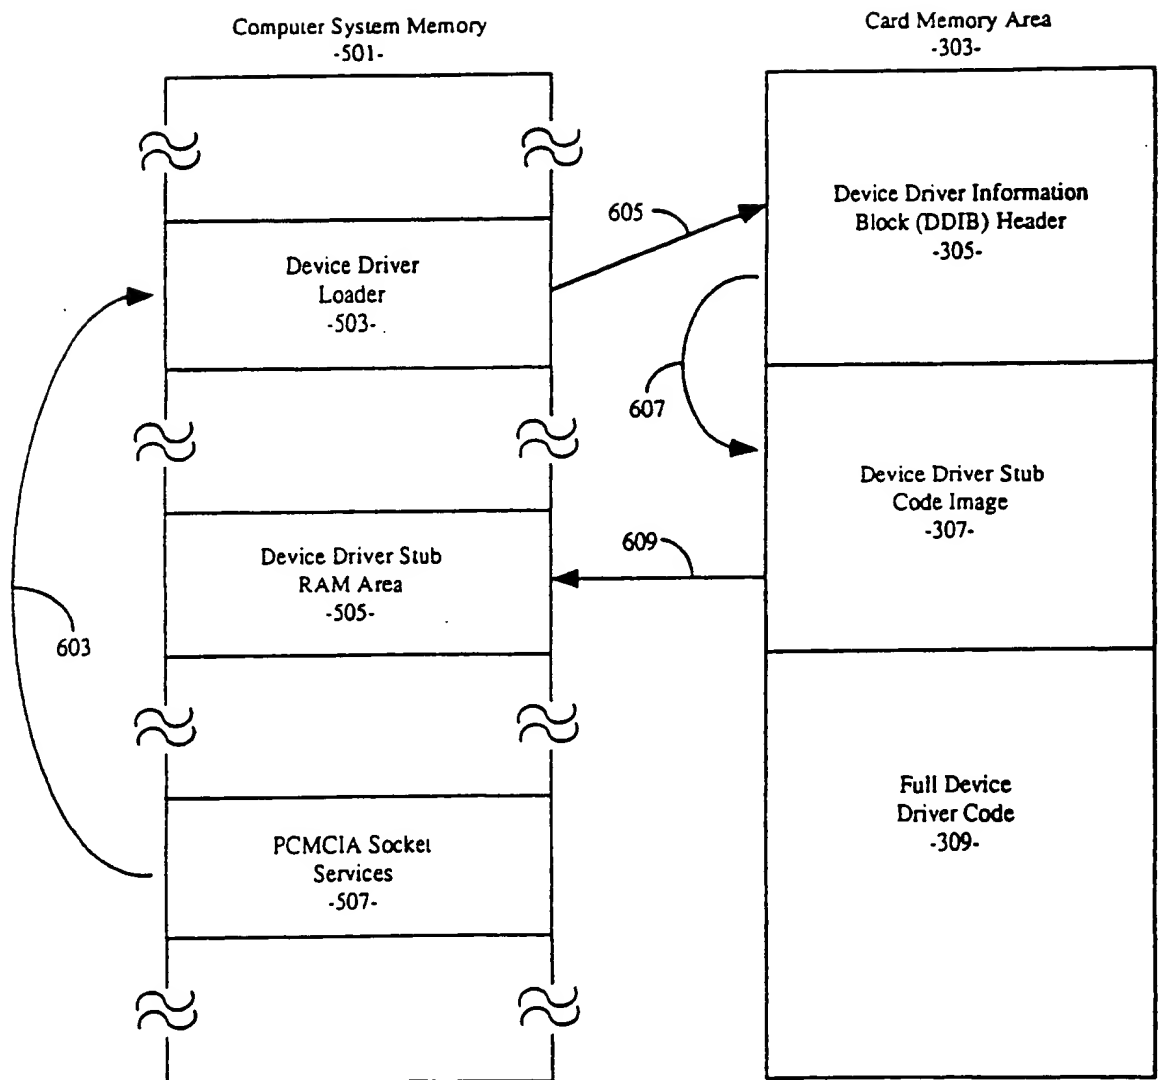 Computer System Memory
-501-
Card Memory Area
-303-
Device Driver Information
Block (DDIB) Header
-305-
605
Device Driver
Loader
-503-
607
Device Driver Stub
Code Image
-307-
609
Device Driver Stub
RAM Area
-505-
603
Full Device
Driver Code
-309-
PCMCIA Socket
Services
-507-